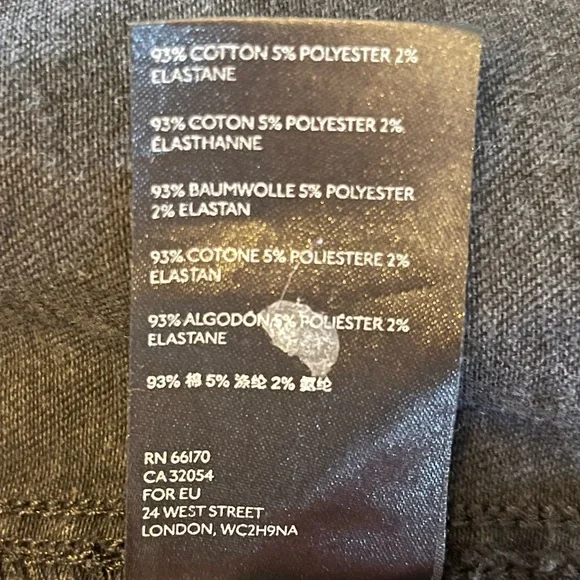 93% COTTON 5% POLYESTER 2%
ELASTANE
93% COTON 5% POLYESTER 2%
ÉLASTHANNE
93% BAUMWOLLE 5% POLYESTER
2% ELASTAN
93% COTONE 5% POLIESTERE 2%
ELASTAN
93% ALGODÓN 5% POLIÉSTER 2%
ELASTANE
93% 棉 5% 涤纶 2% 氨纶
RN 66170
CA 32054
FOR EU
24 WEST STREET
LONDON, WC2H9NA